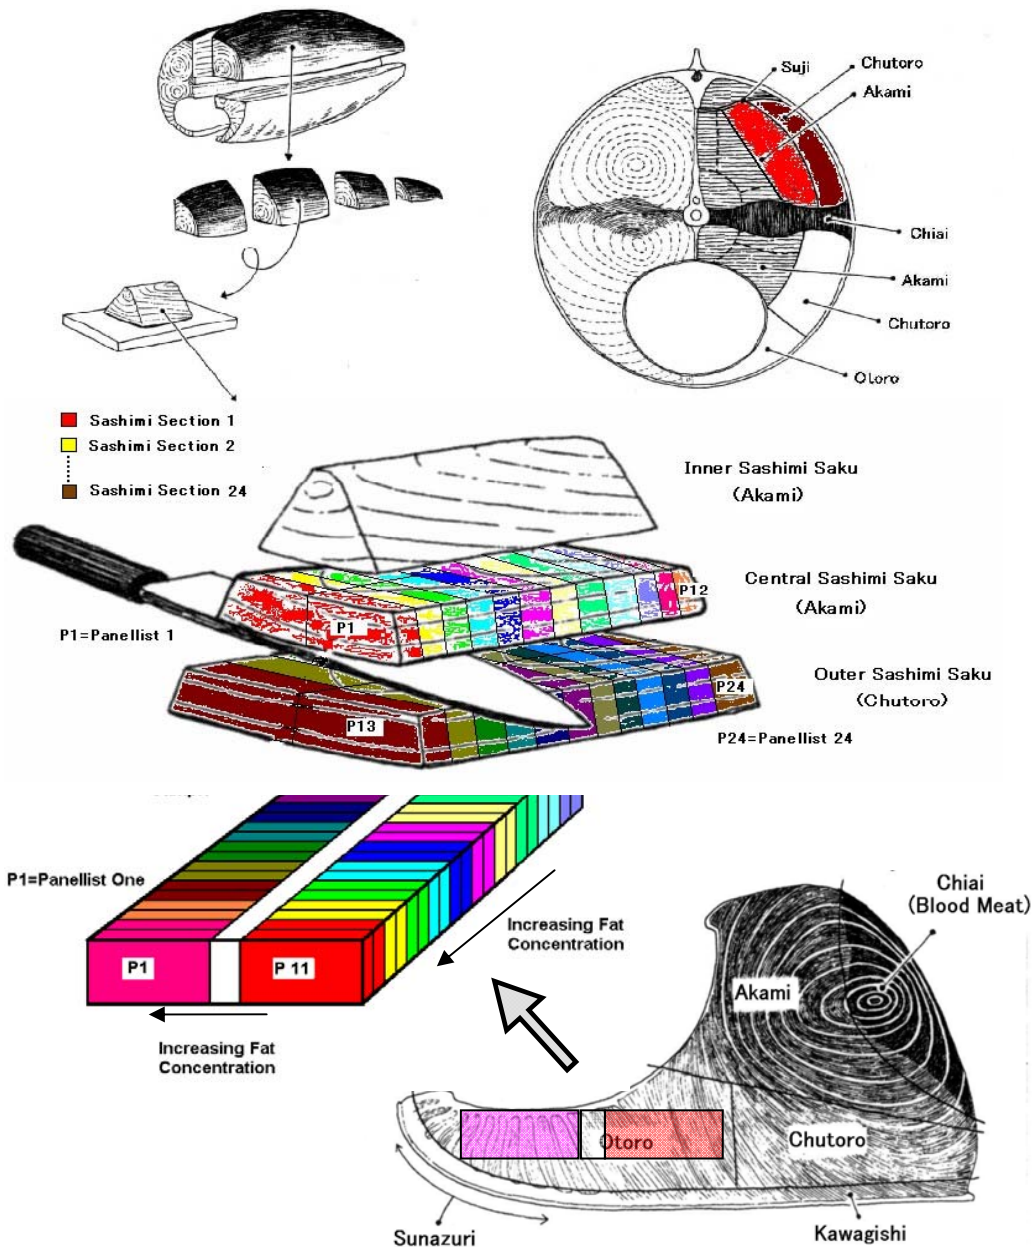 Suji
Chutoro
Akami
Chiai
Akami
Chutoro
Otoro
Sashimi Section 1
Sashimi Section 2
Sashimi Section 24
Inner Sashimi Saku
(Akami)
Central Sashimi Saku
(Akami)
P12
P1
P1=Panellist 1
Outer Sashimi Saku
(Chutoro)
P24
P13
P24=Panellist 24
P1=Panellist One
Increasing Fat
Concentration
P1
P 11
Increasing Fat
Concentration
Chiai
(Blood Meat)
Akami
Otoro
Chutoro
Sunazuri
Kawagishi